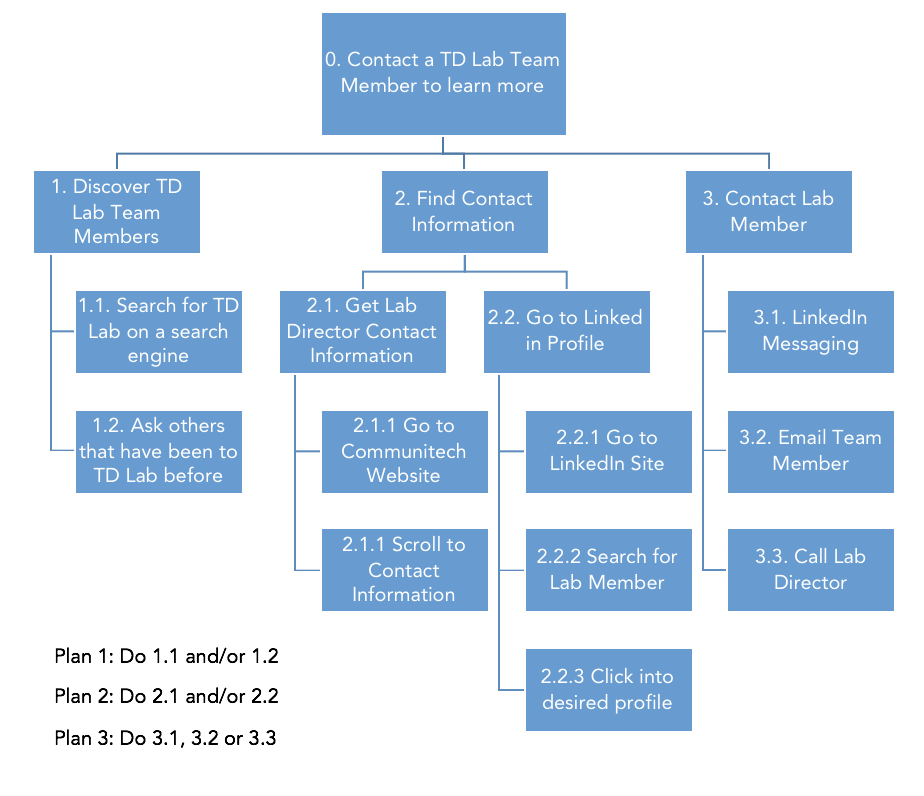 0. Contact a TD Lab Team
Member to learn more
1. Discover TD
Lab Team
Members
2. Find Contact
Information
3. Contact Lab
Member
1.1. Search for TD
Lab on a search
engine
2.1. Get Lab
Director Contact
Information
2.2. Go to Linked
in Profile
3.1. LinkedIn
Messaging
1.2. Ask others
that have been to
TD Lab before
2.1.1 Go to
Communitech
Website
2.2.1 Go to
LinkedIn Site
3.2. Email Team
Member
2.1.1 Scroll to
Contact
Information
2.2.2 Search for
Lab Member
3.3. Call Lab
Director
2.2.3 Click into
desired profile
Plan 1: Do 1.1 and/or 1.2
Plan 2: Do 2.1 and/or 2.2
Plan 3: Do 3.1, 3.2 or 3.3